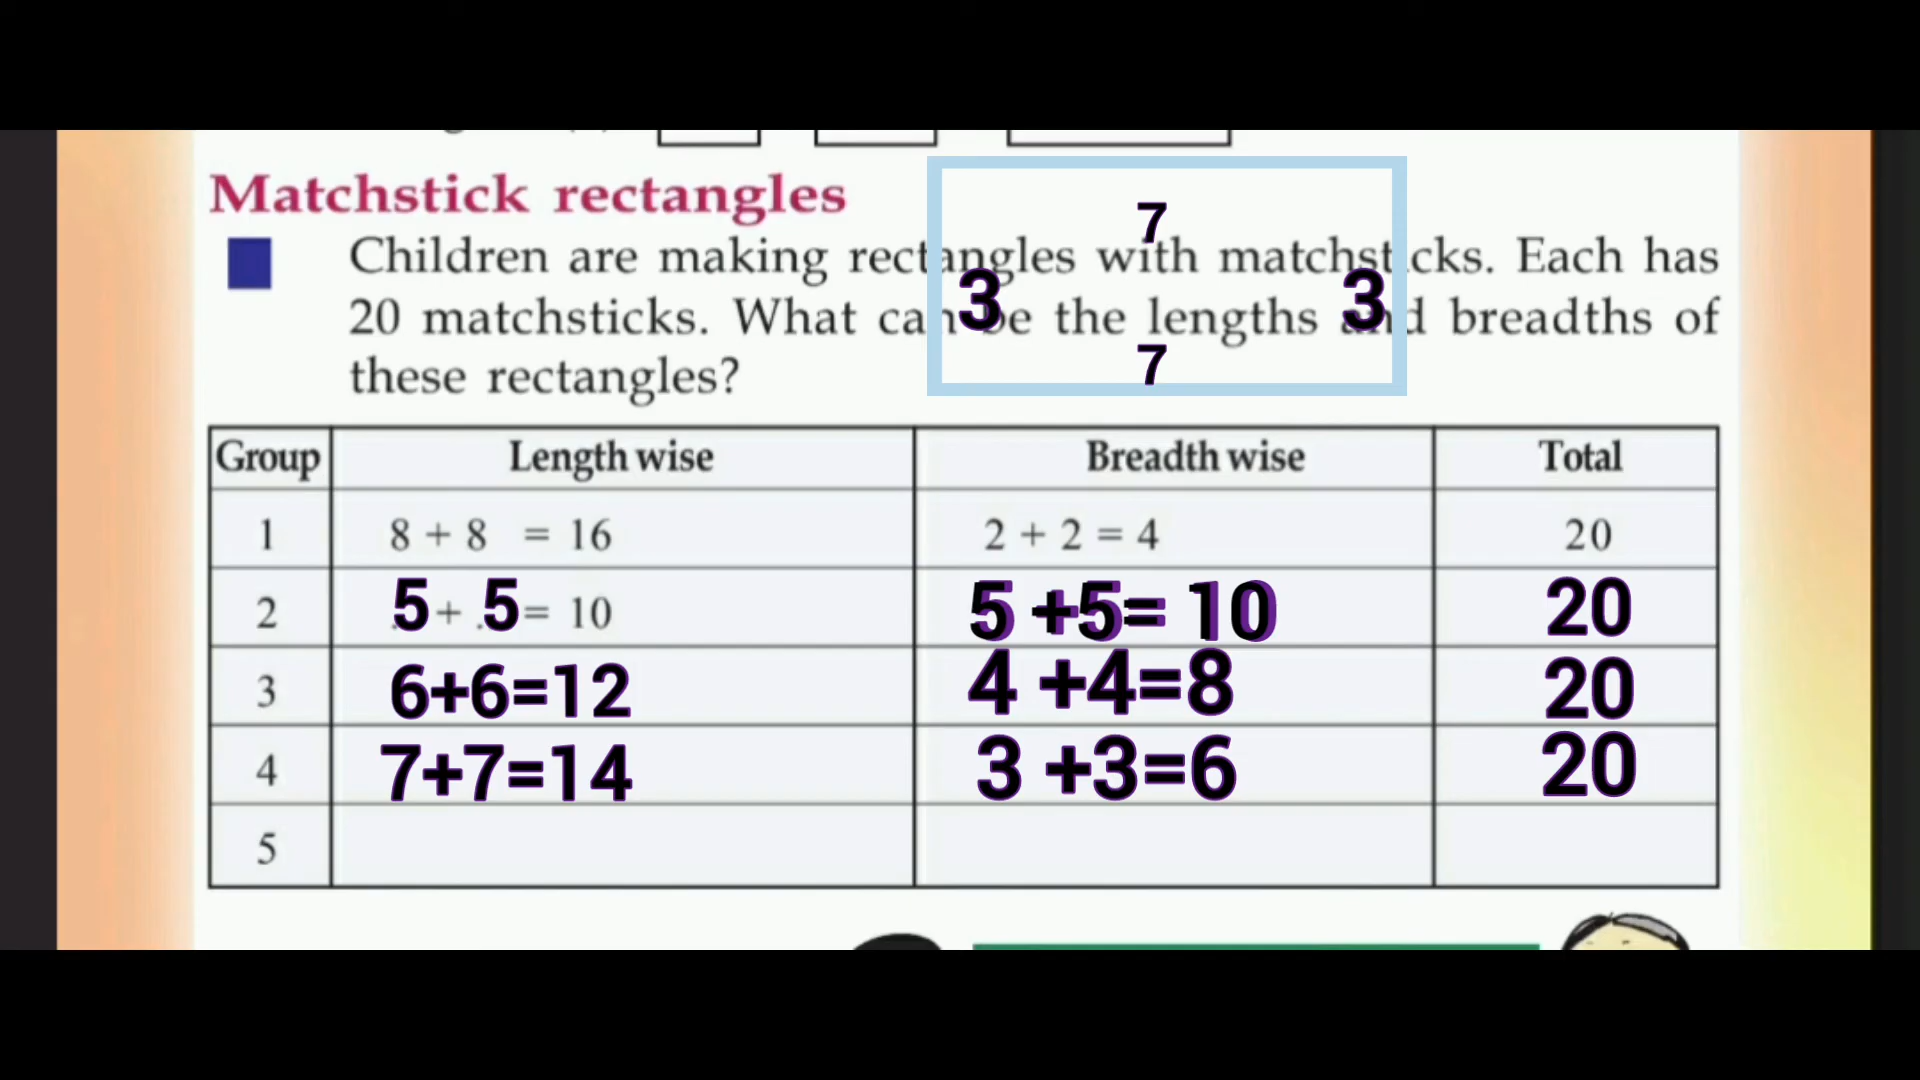 Matchstick rectangles
7
Children are making rectangles with matchsticks. Each has
3 3
20 matchsticks. What can be the lengths and breadths of
7
these rectangles?
Group Length wise Breadth wise Total
1 8 + 8 = 16 2 + 2 = 4 20
2 5 + 5 = 10 5 +5= 10 20
3 6+6=12 4 +4=8 20
4 7+7=14 3 +3=6 20
5